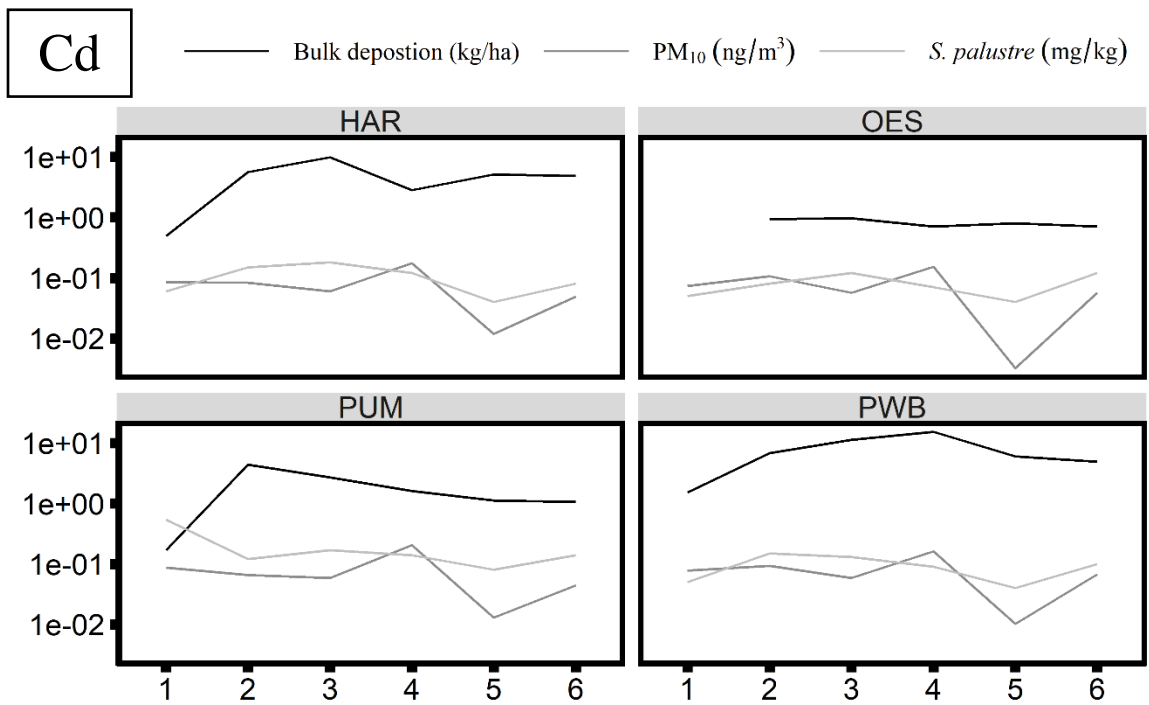 Cd
Bulk depostion (kg/ha)
PM₁₀ (ng/m³)
S. palustre (mg/kg)
HAR
OES
1e+01
1e+00
1e-01
1e-02
PUM
PWB
1e+01
1e+00
1e-01
1e-02
1 2 3 4 5 6
1 2 3 4 5 6